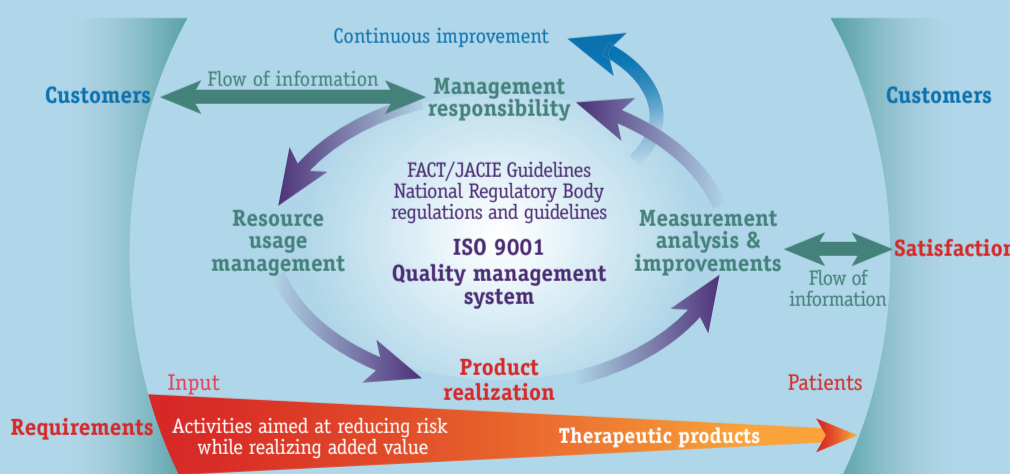 Continuous improvement
Flow of information
Customers
Management
responsibility
Customers
FACT/JACIE Guidelines
National Regulatory Body
regulations and guidelines
ISO 9001
Quality management
system
Resource
usage
management
Measurement
analysis &
improvements
Satisfaction
Flow of
information
Product
realization
Input
Patients
Requirements
Activities aimed at reducing risk
while realizing added value
Therapeutic products